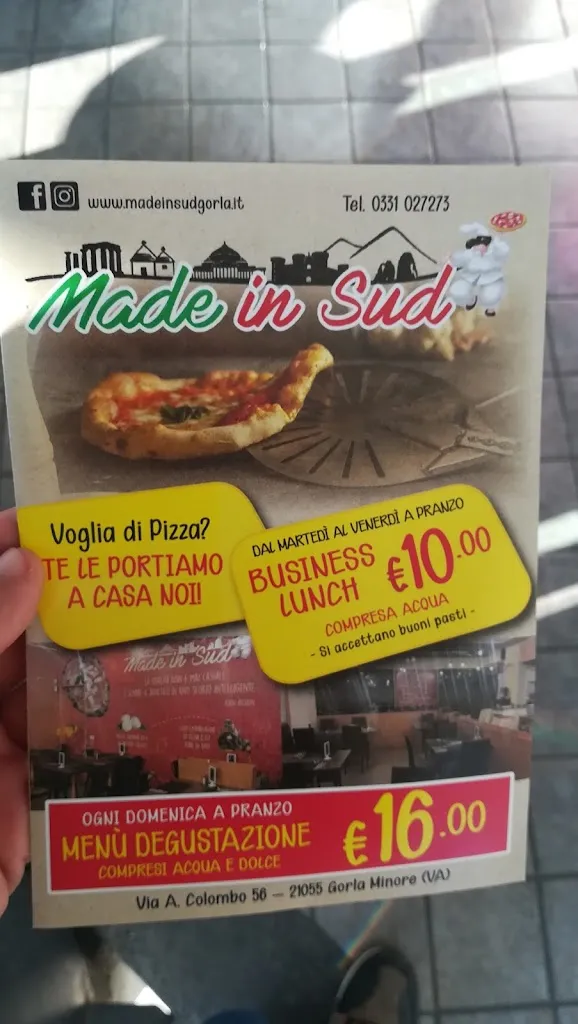 www.madeinsudgorla.it
Tel. 0331 027273
Made in Sud
Voglia di Pizza?
TE LE PORTIAMO
A CASA NOI!
DAL MARTEDÌ AL VENERDÌ A PRANZO
BUSINESS
LUNCH
€10.00
COMPRESA ACQUA
- Si accettano buoni pasti -
Made in Sud
OGNI DOMENICA A PRANZO
MENÙ DEGUSTAZIONE
COMPRESI ACQUA E DOLCE
€16.00
Via A. Colombo 56 – 21055 Gorla Minore (VA)